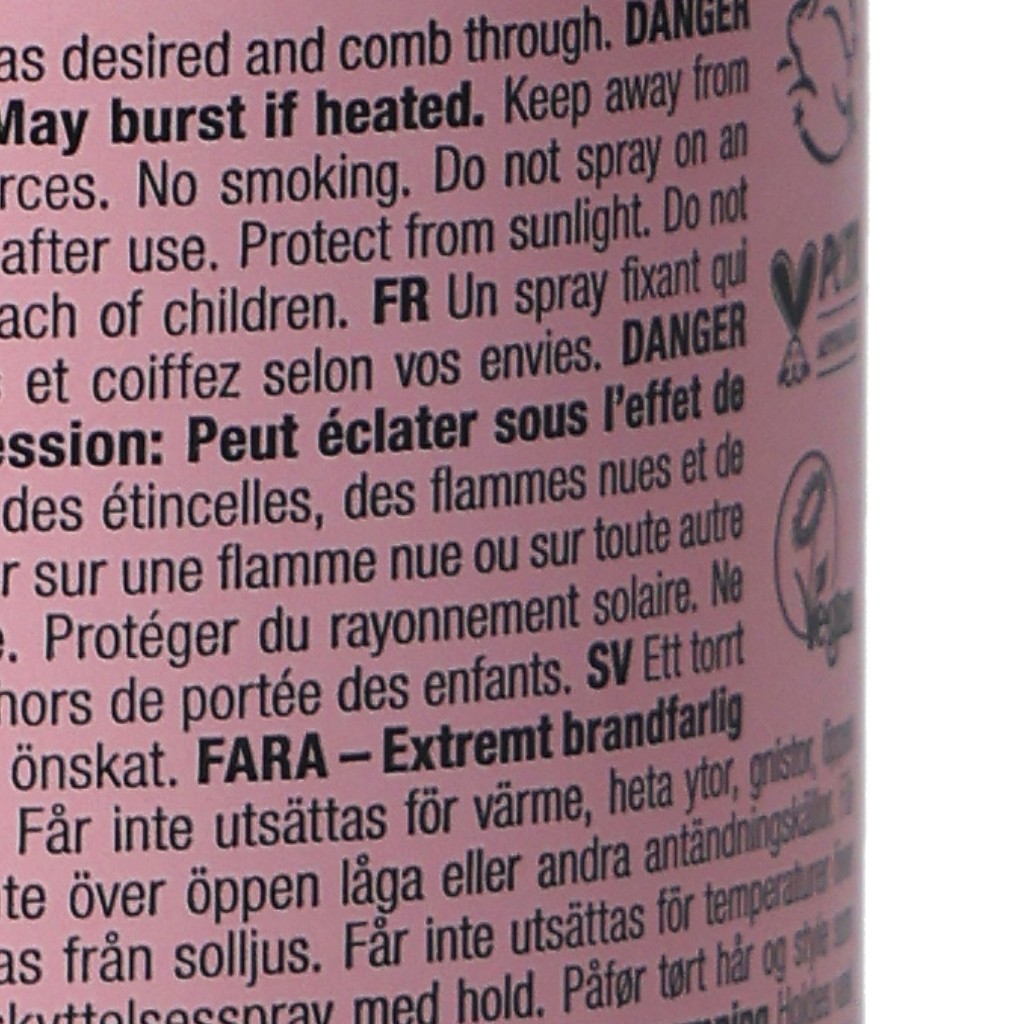 as desired and comb through. DANGER
May burst if heated. Keep away from
rces. No smoking. Do not spray on an
after use. Protect from sunlight. Do not
ach of children. FR Un spray fixant qui
et coiffez selon vos envies. DANGER
ession: Peut éclater sous l'effet de
des étincelles, des flammes nues et de
r sur une flamme nue ou sur toute autre
e. Protéger du rayonnement solaire. Ne
hors de portée des enfants. SV Ett torrt
önskat. FARA – Extremt brandfarlig
Får inte utsättas för värme, heta ytor, gnistor,
te över öppen låga eller andra antändningskällor.
as från solljus. Får inte utsättas för temperaturer
kyttelsesspray med hold. Påfør tørt hår og style
Vegan